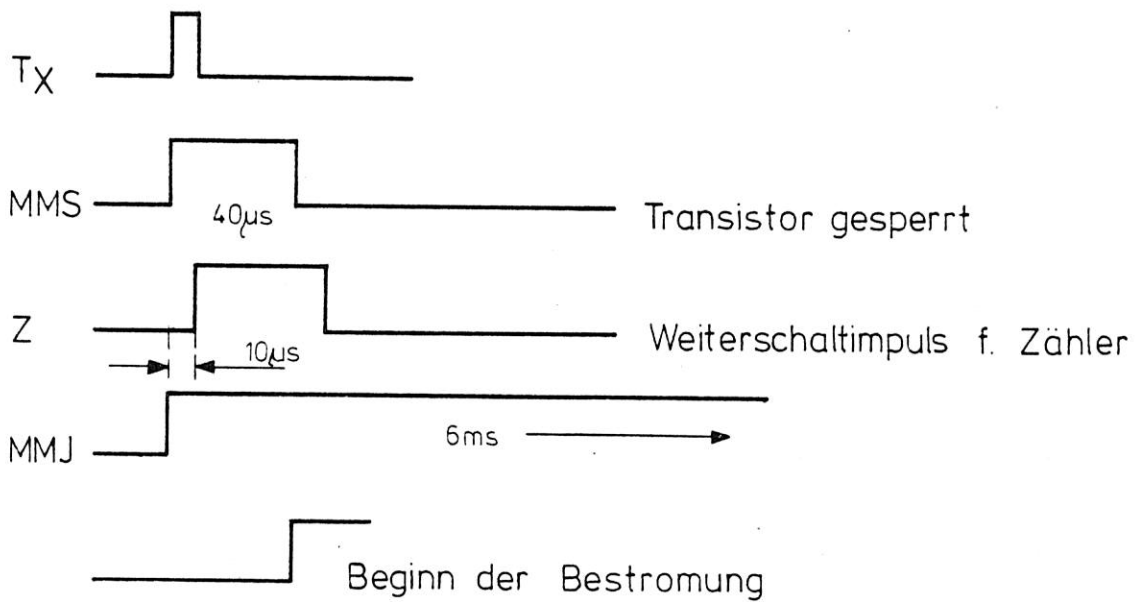 TX
MMS
40µs
Transistor gesperrt
Z
10µs
Weiterschaltimpuls f. Zähler
MMJ
6ms
Beginn der Bestromung